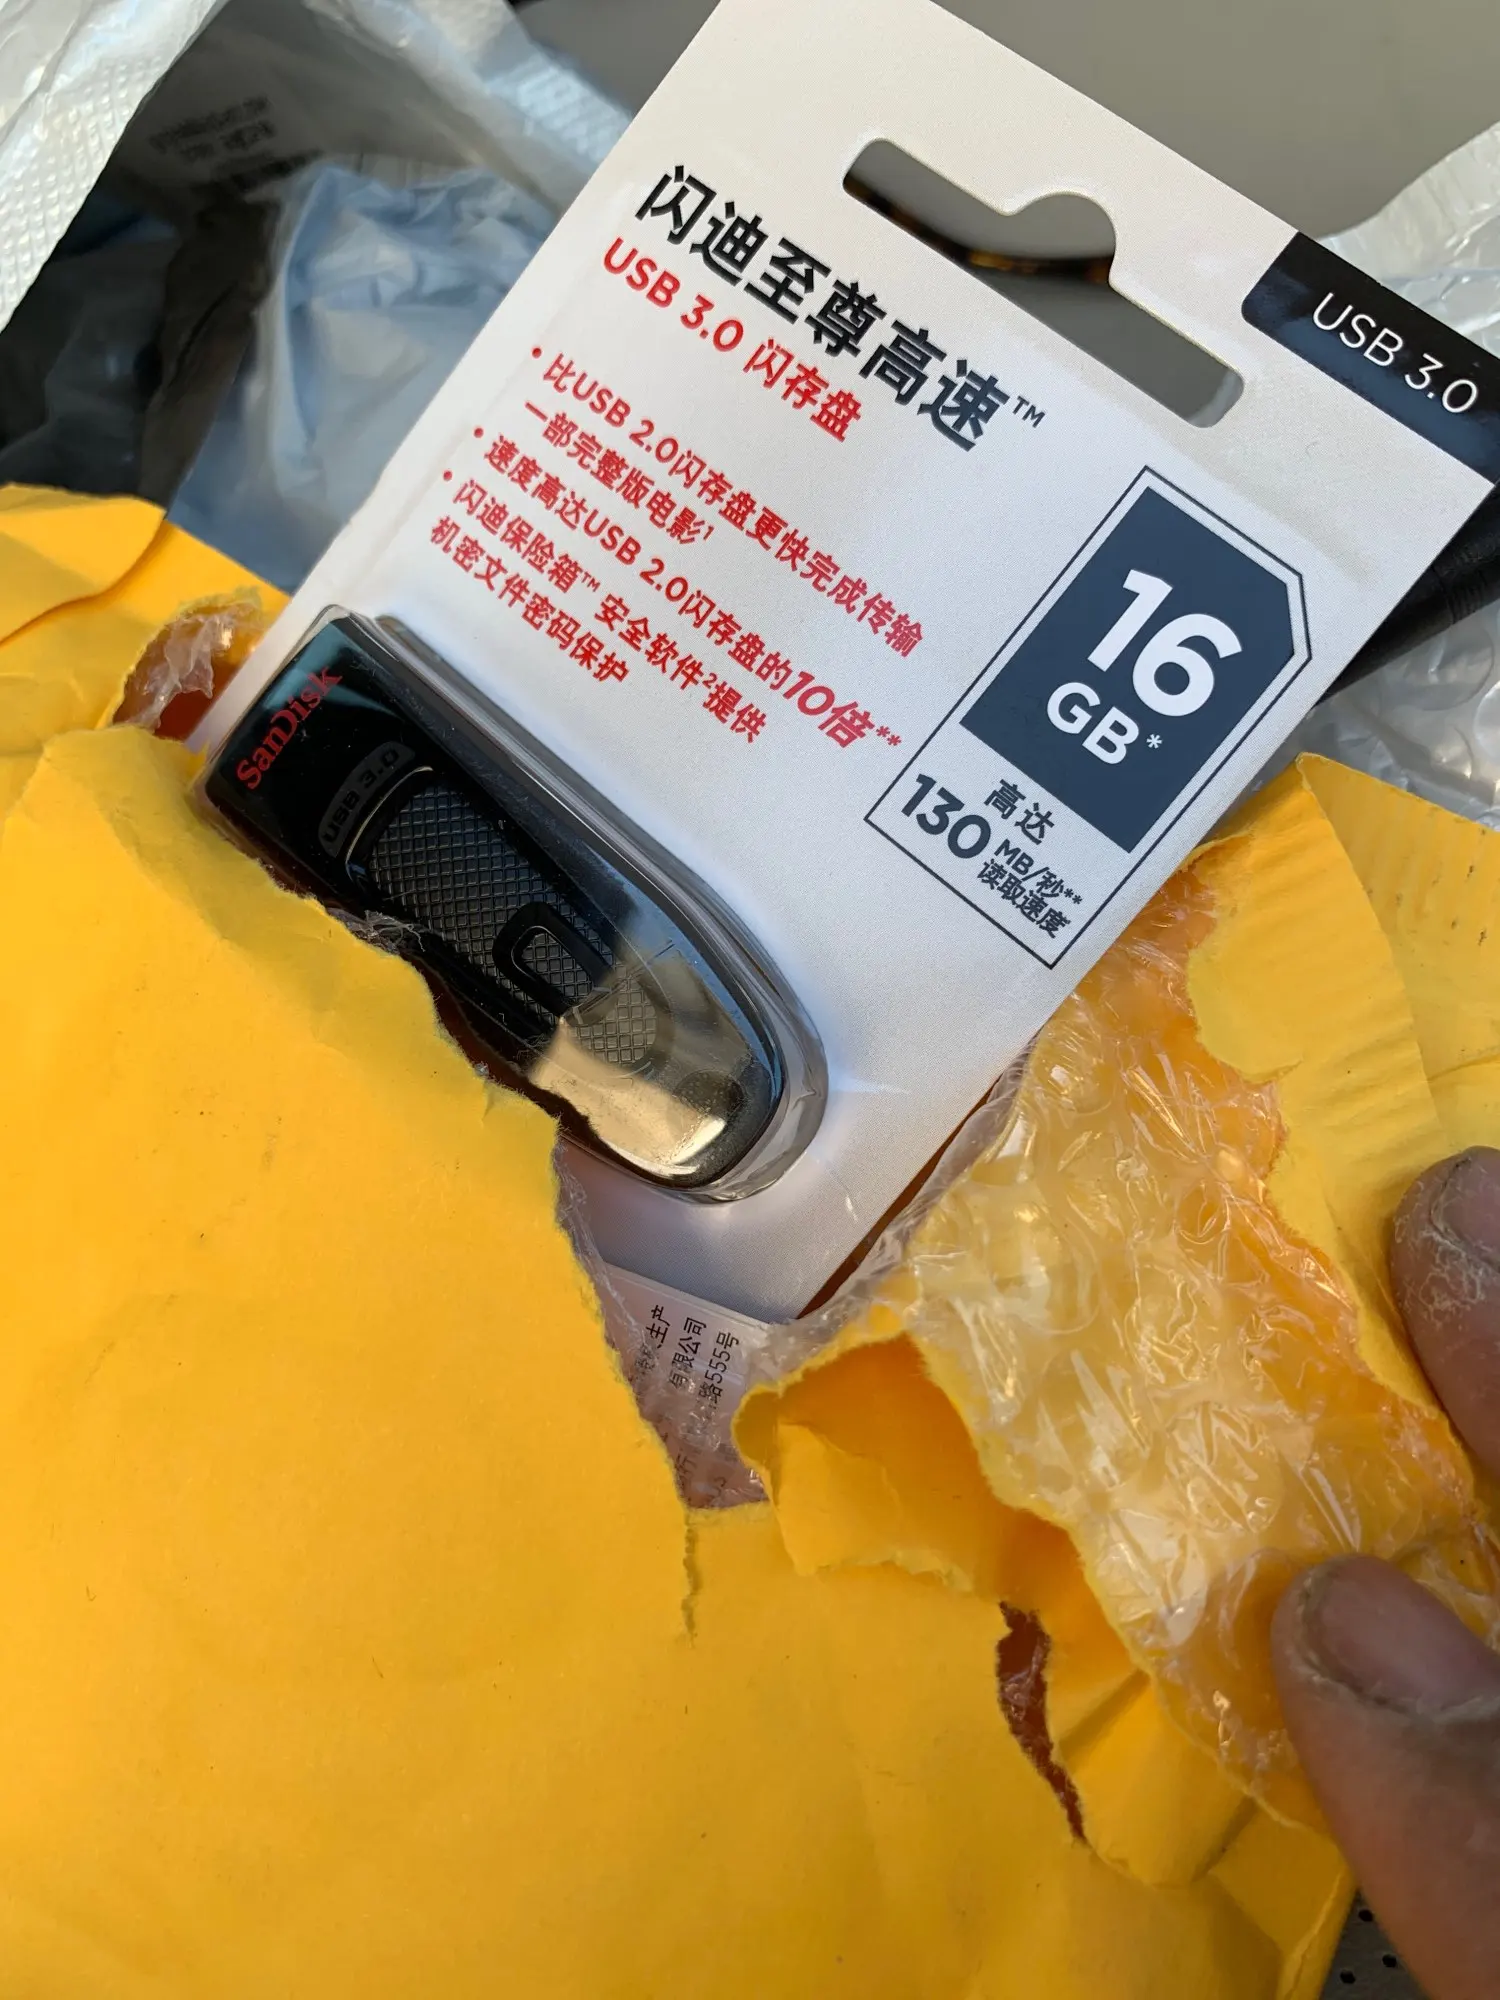 闪迪至尊高速™
USB 3.0 闪存盘
• 比USB 2.0闪存盘更快完成传输
一部完整版电影¹
• 速度高达USB 2.0闪存盘的10倍**
• 闪迪保险箱™ 安全软件²提供
机密文件密码保护
USB 3.0
16
GB*
高达
130 MB/秒**
读取速度
SanDisk
USB 3.0
主产
有限公司
路555号